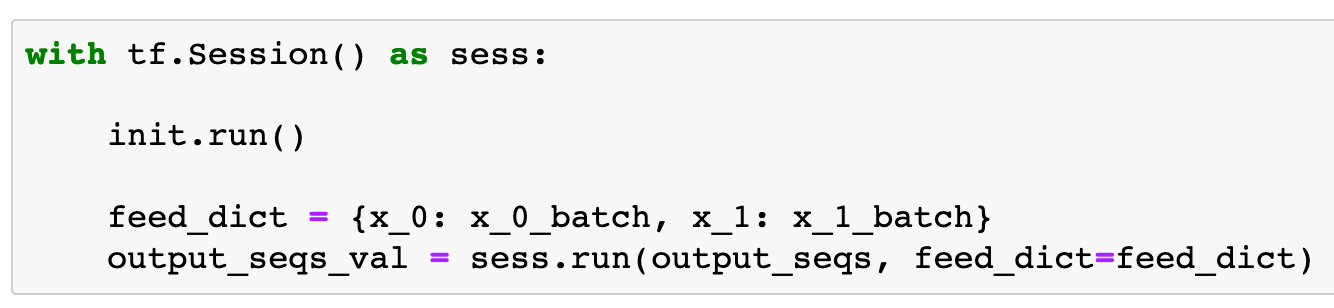 with tf.Session() as sess:
init.run()
feed_dict = {x_0: x_0_batch, x_1: x_1_batch}
output_seqs_val = sess.run(output_seqs, feed_dict=feed_dict)